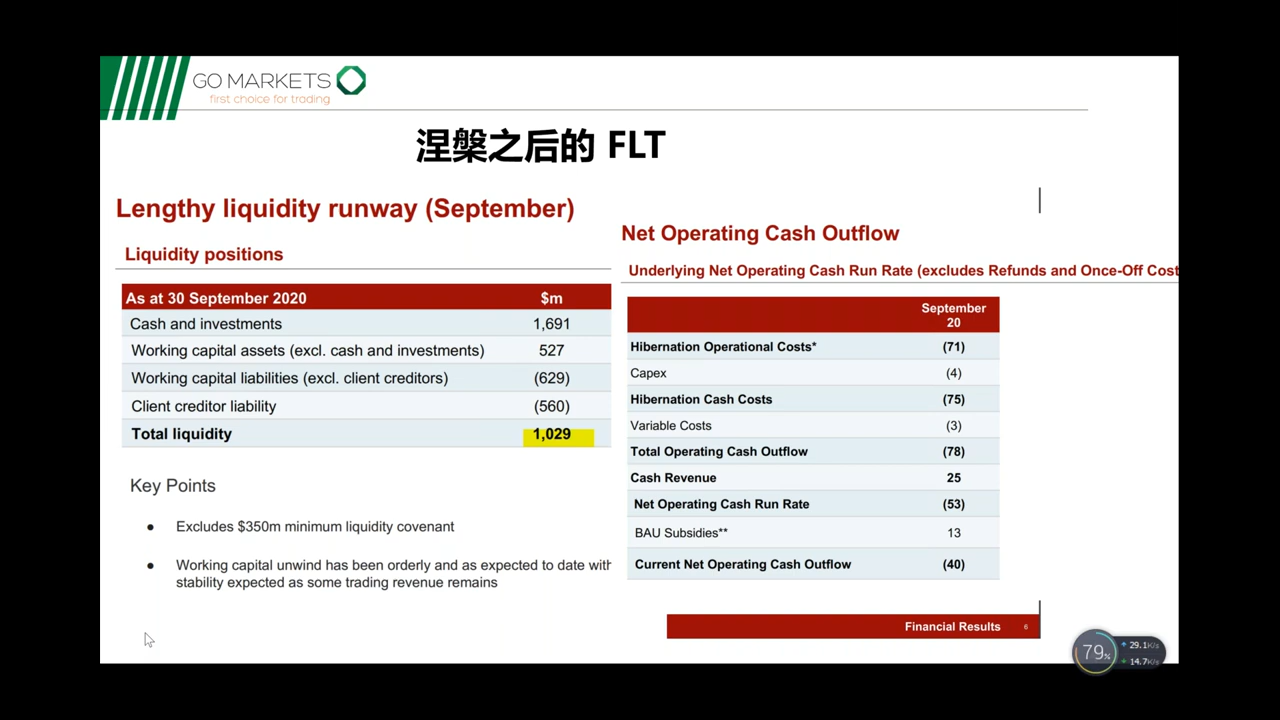 GO MARKETS
first choice for trading
涅槃之后的 FLT
Lengthy liquidity runway (September)
Liquidity positions
As at 30 September 2020 $m
Cash and investments 1,691
Working capital assets (excl. cash and investments) 527
Working capital liabilities (excl. client creditors) (629)
Client creditor liability (560)
Total liquidity 1,029
Key Points
● Excludes $350m minimum liquidity covenant
● Working capital unwind has been orderly and as expected to date with
stability expected as some trading revenue remains
Net Operating Cash Outflow
Underlying Net Operating Cash Run Rate (excludes Refunds and Once-Off Cost
September
20
Hibernation Operational Costs* (71)
Capex (4)
Hibernation Cash Costs (75)
Variable Costs (3)
Total Operating Cash Outflow (78)
Cash Revenue 25
Net Operating Cash Run Rate (53)
BAU Subsidies** 13
Current Net Operating Cash Outflow (40)
Financial Results 6
79%
29.1K/s
14.7K/s